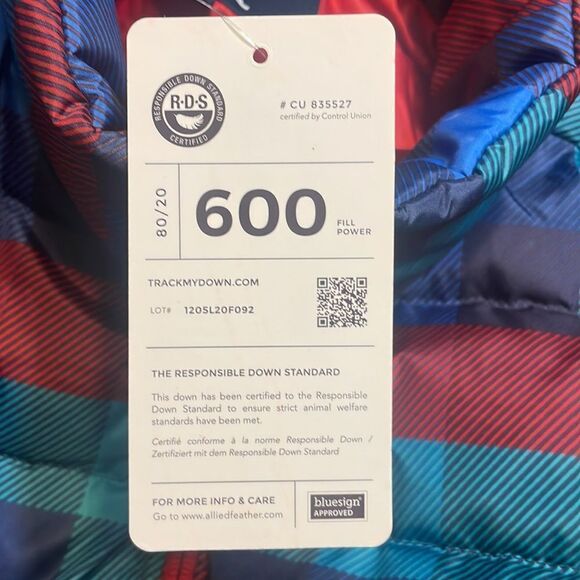 RESPONSIBLE DOWN STANDARD
R·D·S
CERTIFIED
# CU 835527
certified by Control Union
80/20
600
FILL
POWER
TRACKMYDOWN.COM
LOT# 120SL20F092
THE RESPONSIBLE DOWN STANDARD
This down has been certified to the Responsible
Down Standard to ensure strict animal welfare
standards have been met.
Certifié conforme à la norme Responsible Down /
Zertifiziert mit dem Responsible Down Standard
FOR MORE INFO & CARE
Go to www.alliedfeather.com
bluesign®
APPROVED